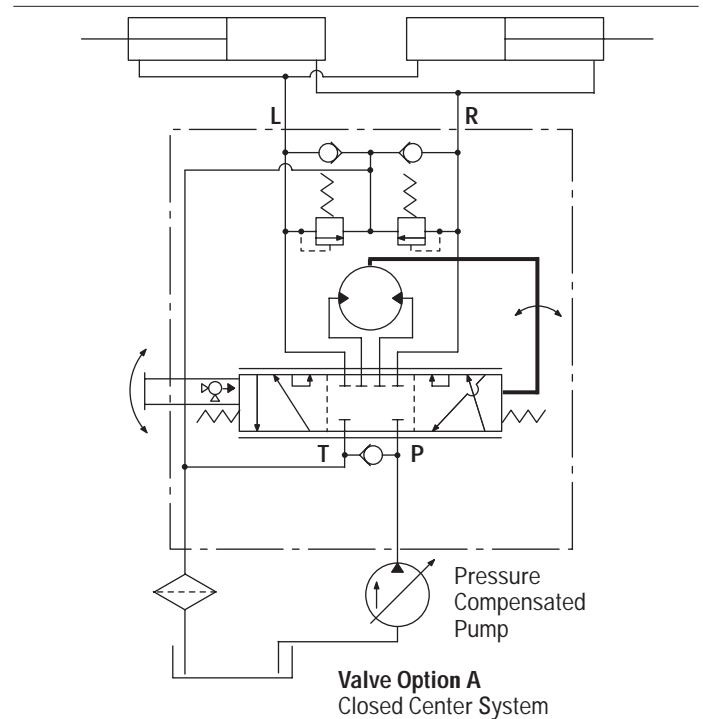 L R
T P
Pressure
Compensated
Pump
Valve Option A
Closed Center System